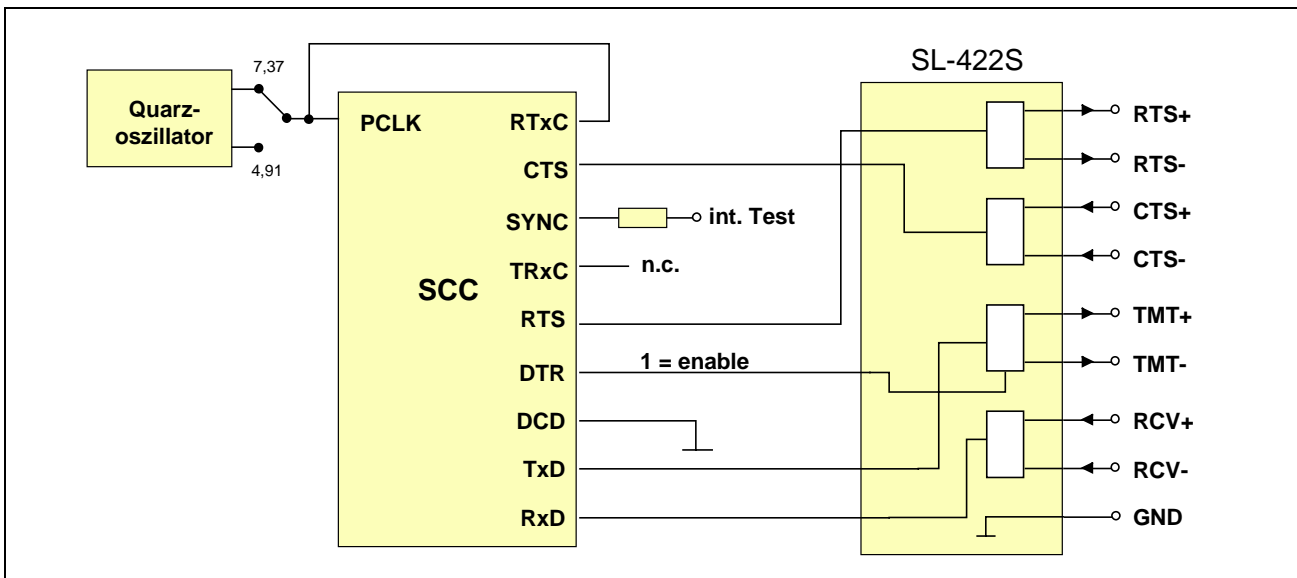 SL-422S
7,37
Quarz-
oszillator
4,91
PCLK
SCC
RTxC
CTS
SYNC
int. Test
TRxC
n.c.
RTS
DTR
1 = enable
DCD
TxD
RxD
RTS+
RTS-
CTS+
CTS-
TMT+
TMT-
RCV+
RCV-
GND